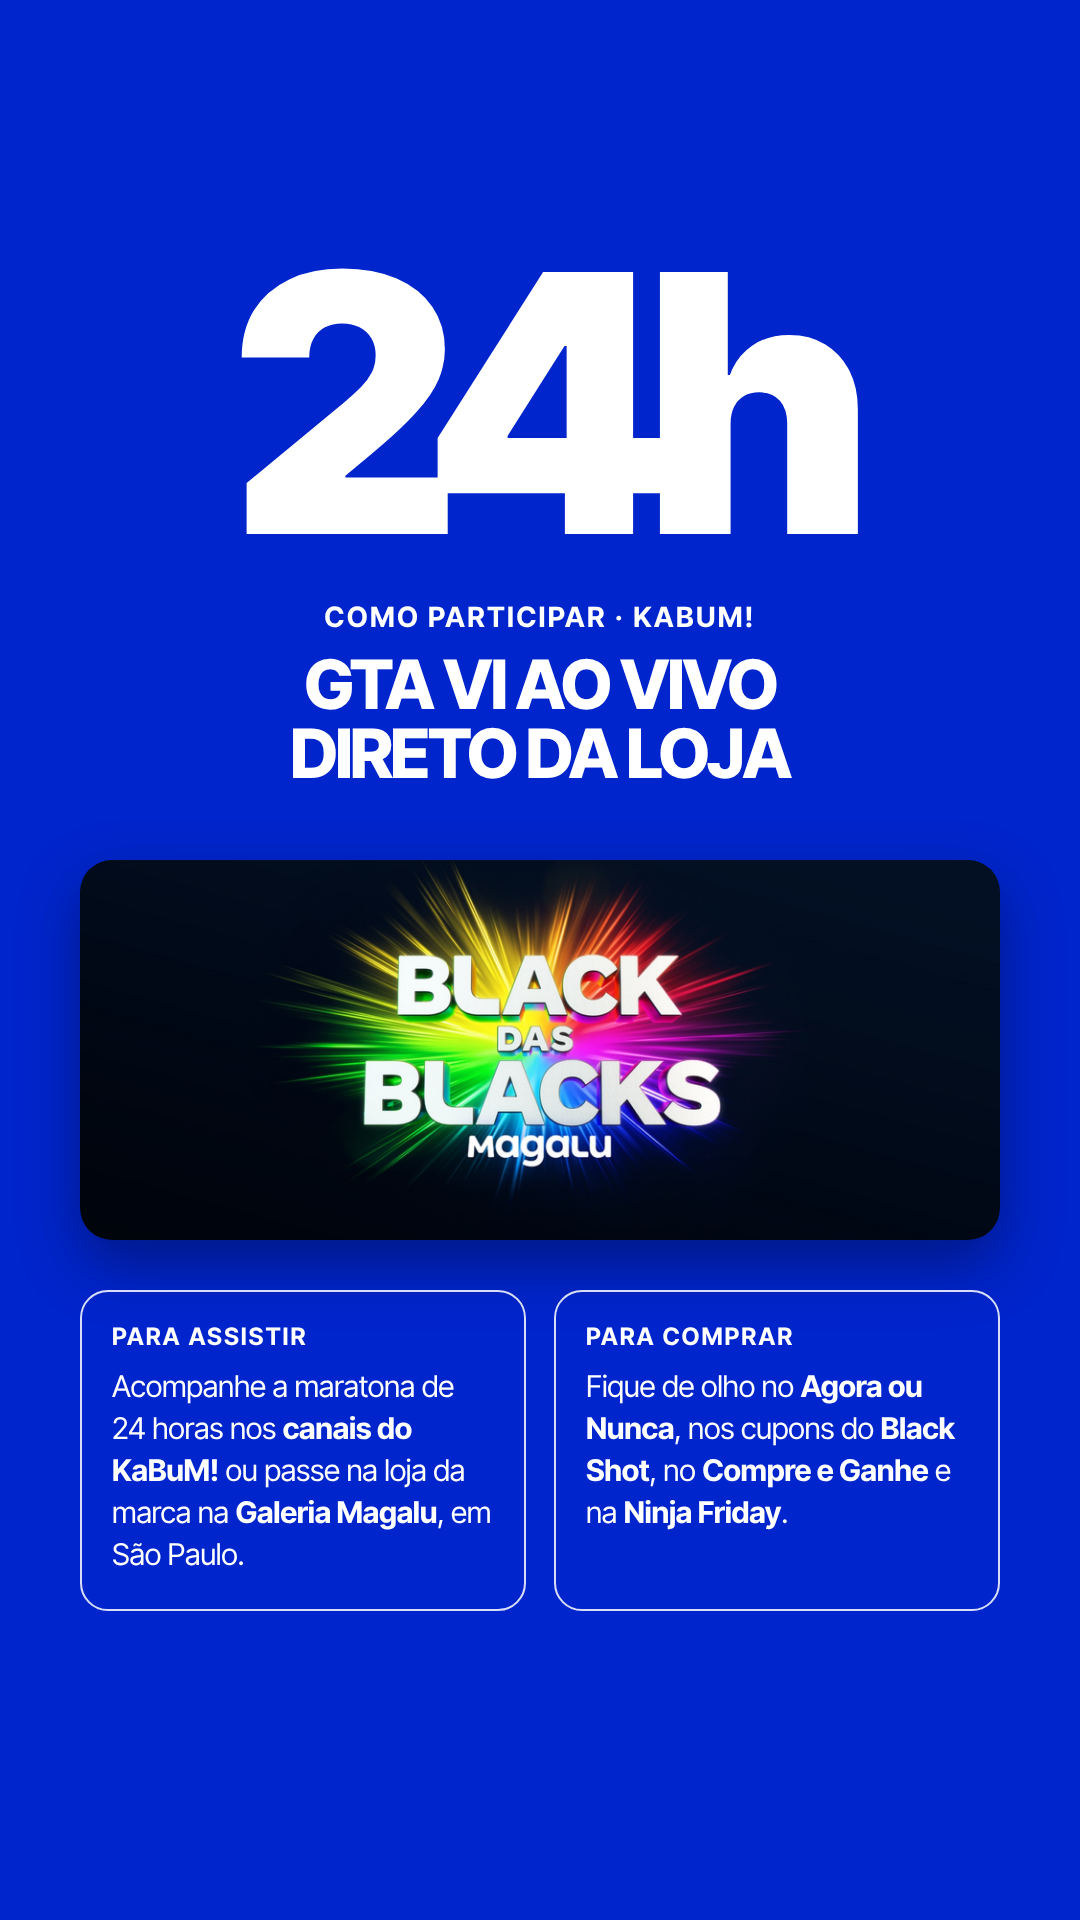 24h
COMO PARTICIPAR · KABUM!
GTA VI AO VIVO
DIRETO DA LOJA
BLACK
DAS
BLACKS
Magalu
PARA ASSISTIR
Acompanhe a maratona de
24 horas nos canais do
KaBuM! ou passe na loja da
marca na Galeria Magalu, em
São Paulo.
PARA COMPRAR
Fique de olho no Agora ou
Nunca, nos cupons do Black
Shot, no Compre e Ganhe e
na Ninja Friday.